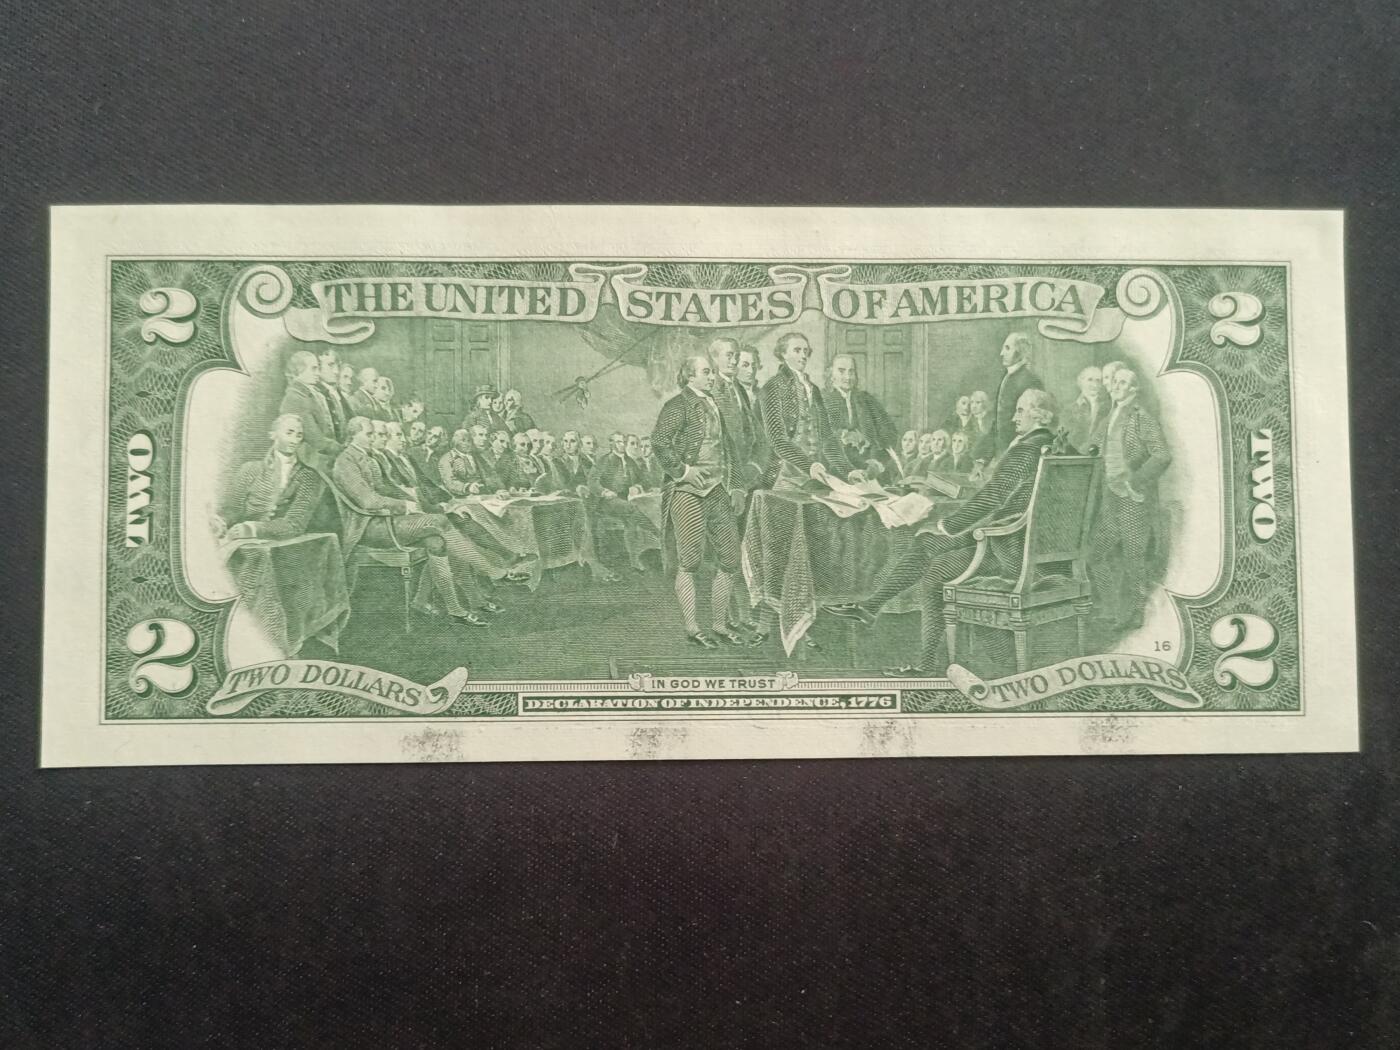 THE UNITED STATES OF AMERICA
2
2
TWO
TWO
2
2
16
TWO DOLLARS
TWO DOLLARS
IN GOD WE TRUST
DECLARATION OF INDEPENDENCE, 1776